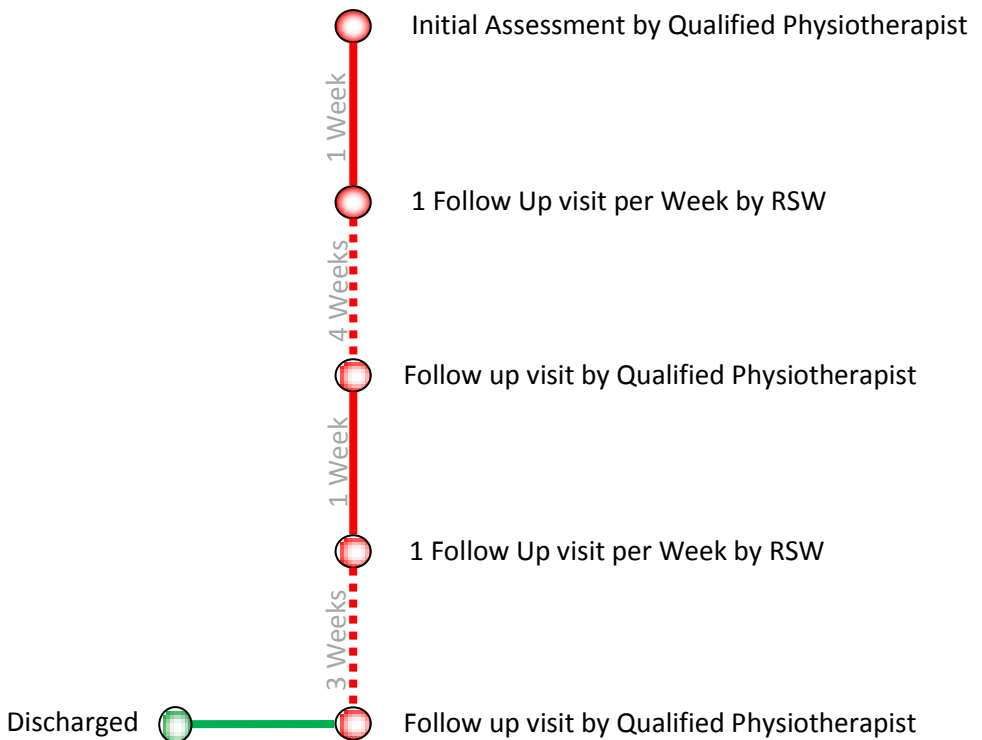 Initial Assessment by Qualified Physiotherapist
1 Week
1 Follow Up visit per Week by RSW
4 Weeks
Follow up visit by Qualified Physiotherapist
1 Week
1 Follow Up visit per Week by RSW
3 Weeks
Discharged
Follow up visit by Qualified Physiotherapist